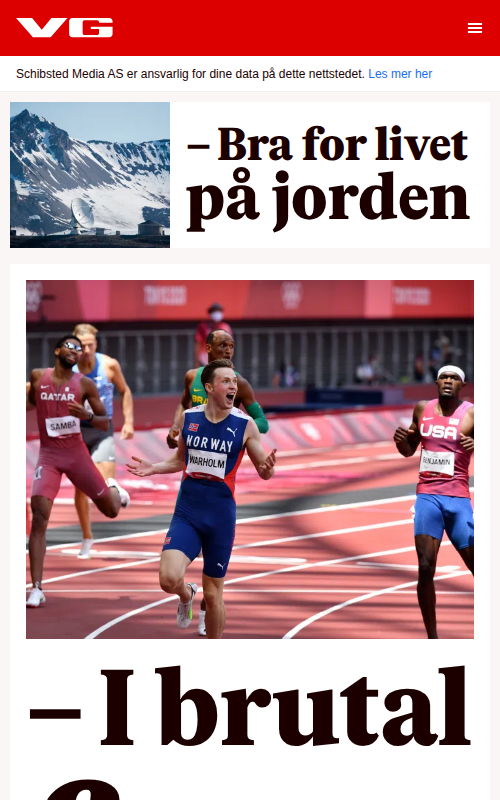 VG
Schibsted Media AS er ansvarlig for dine data på dette nettstedet. Les mer her
– Bra for livet
på jorden
QATAR
SAMBA
BRA
NORWAY
WARHOLM
USA
BENJAMIN
– I brutal